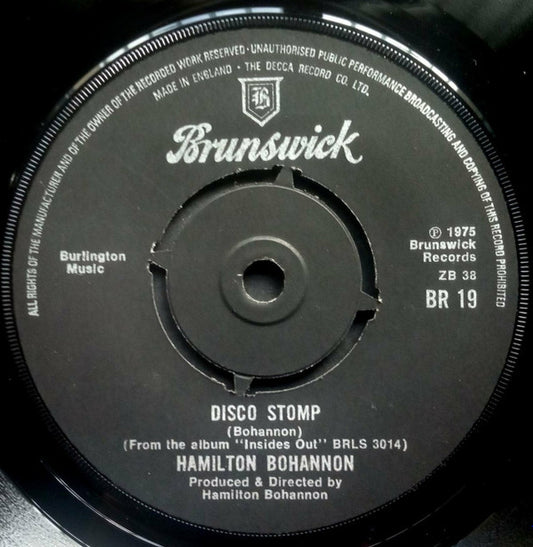 ALL RIGHTS OF THE MANUFACTURER AND OF THE OWNER OF THE RECORDED WORK RESERVED · UNAUTHORISED PUBLIC PERFORMANCE BROADCASTING AND COPYING OF THIS RECORD PROHIBITED
MADE IN ENGLAND · THE DECCA RECORD CO. LTD.
B
Brunswick
Burlington
Music
℗ 1975
Brunswick
Records
ZB 38
BR 19
DISCO STOMP
(Bohannon)
(From the album "Insides Out" BRLS 3014)
HAMILTON BOHANNON
Produced & Directed by
Hamilton Bohannon